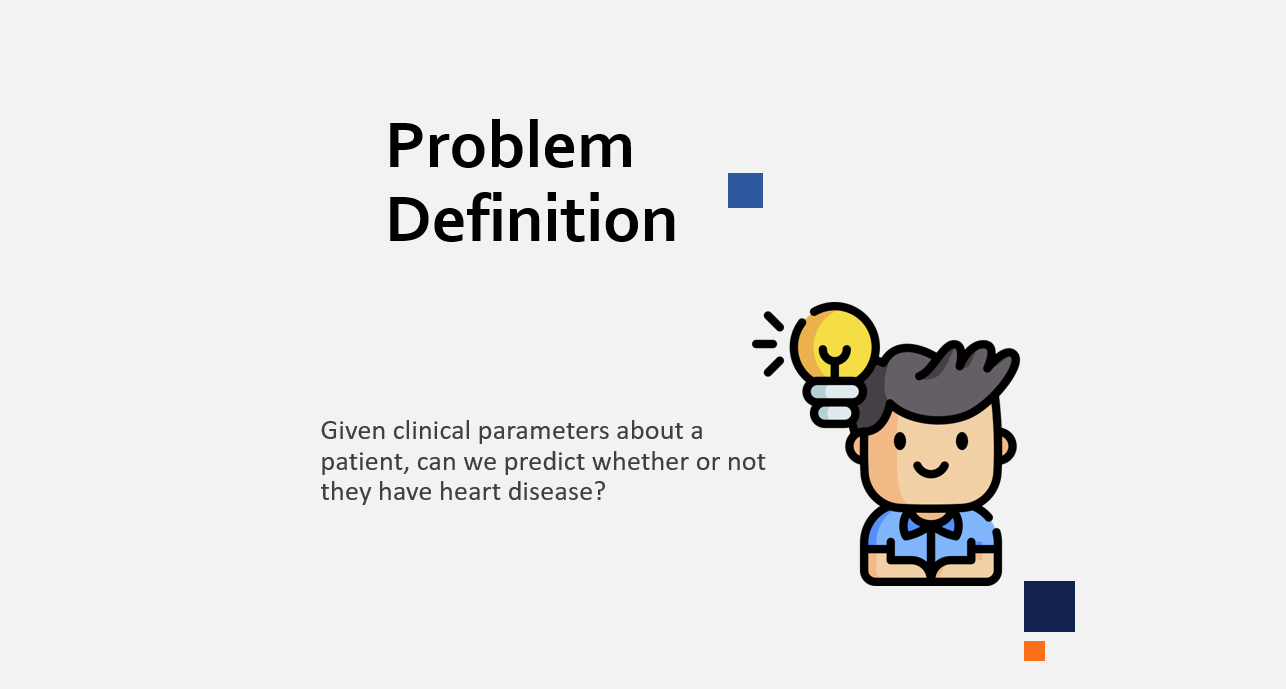 Problem
Definition
Given clinical parameters about a
patient, can we predict whether or not
they have heart disease?